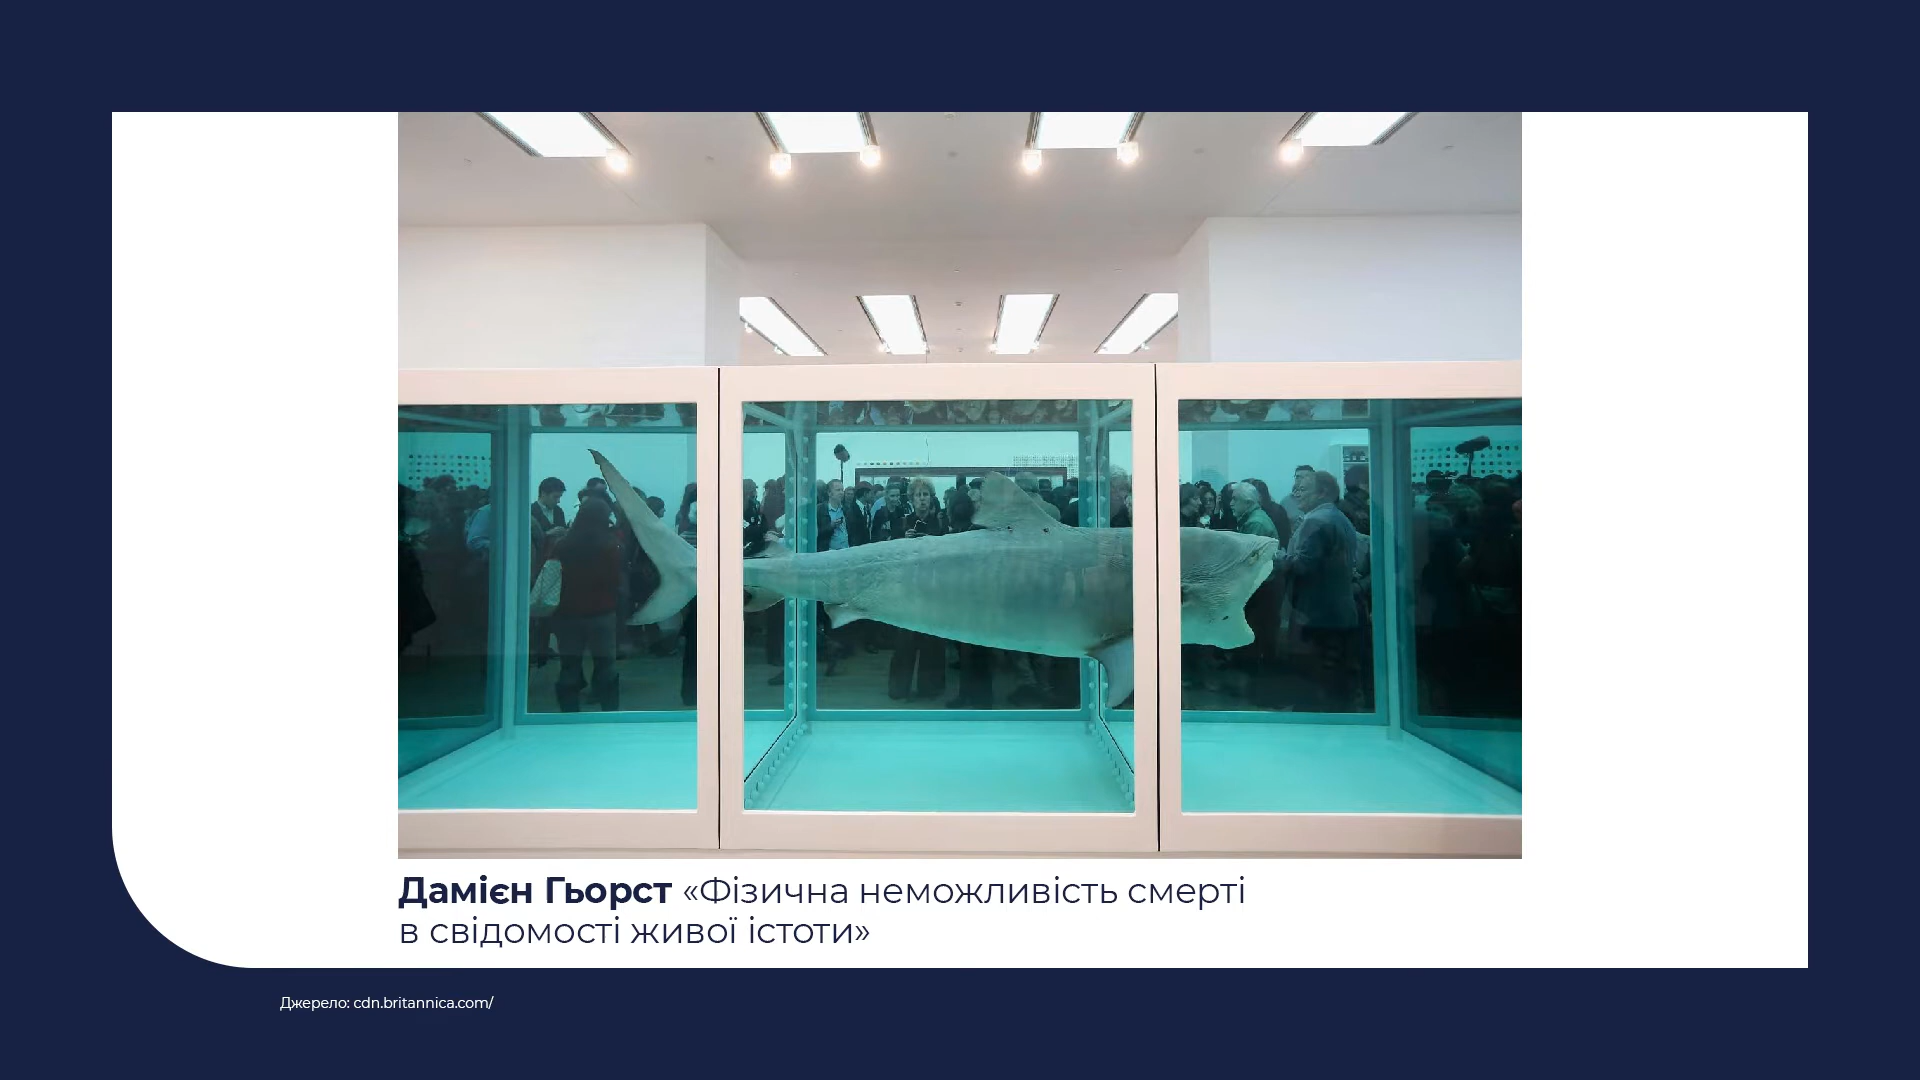 Дамієн Гьорст «Фізична неможливість смерті
в свідомості живої істоти»
Джерело: cdn.britannica.com/